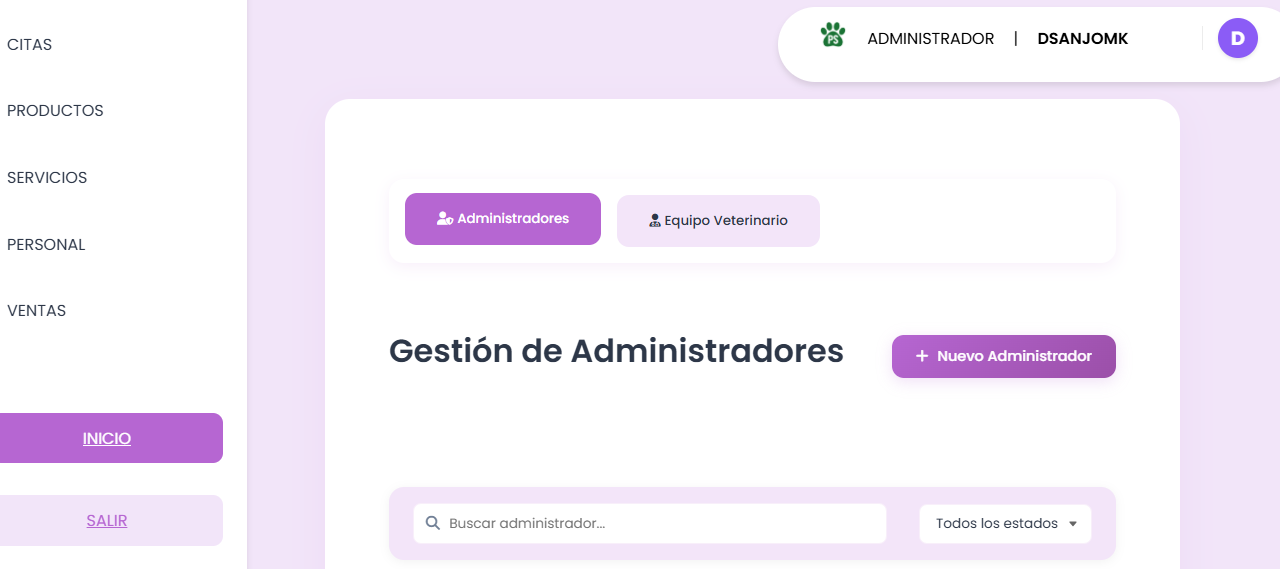 CITAS
PRODUCTOS
SERVICIOS
PERSONAL
VENTAS
INICIO
SALIR
PS ADMINISTRADOR | DSANJOMK D
Administradores Equipo Veterinario
Gestión de Administradores + Nuevo Administrador
Buscar administrador... Todos los estados